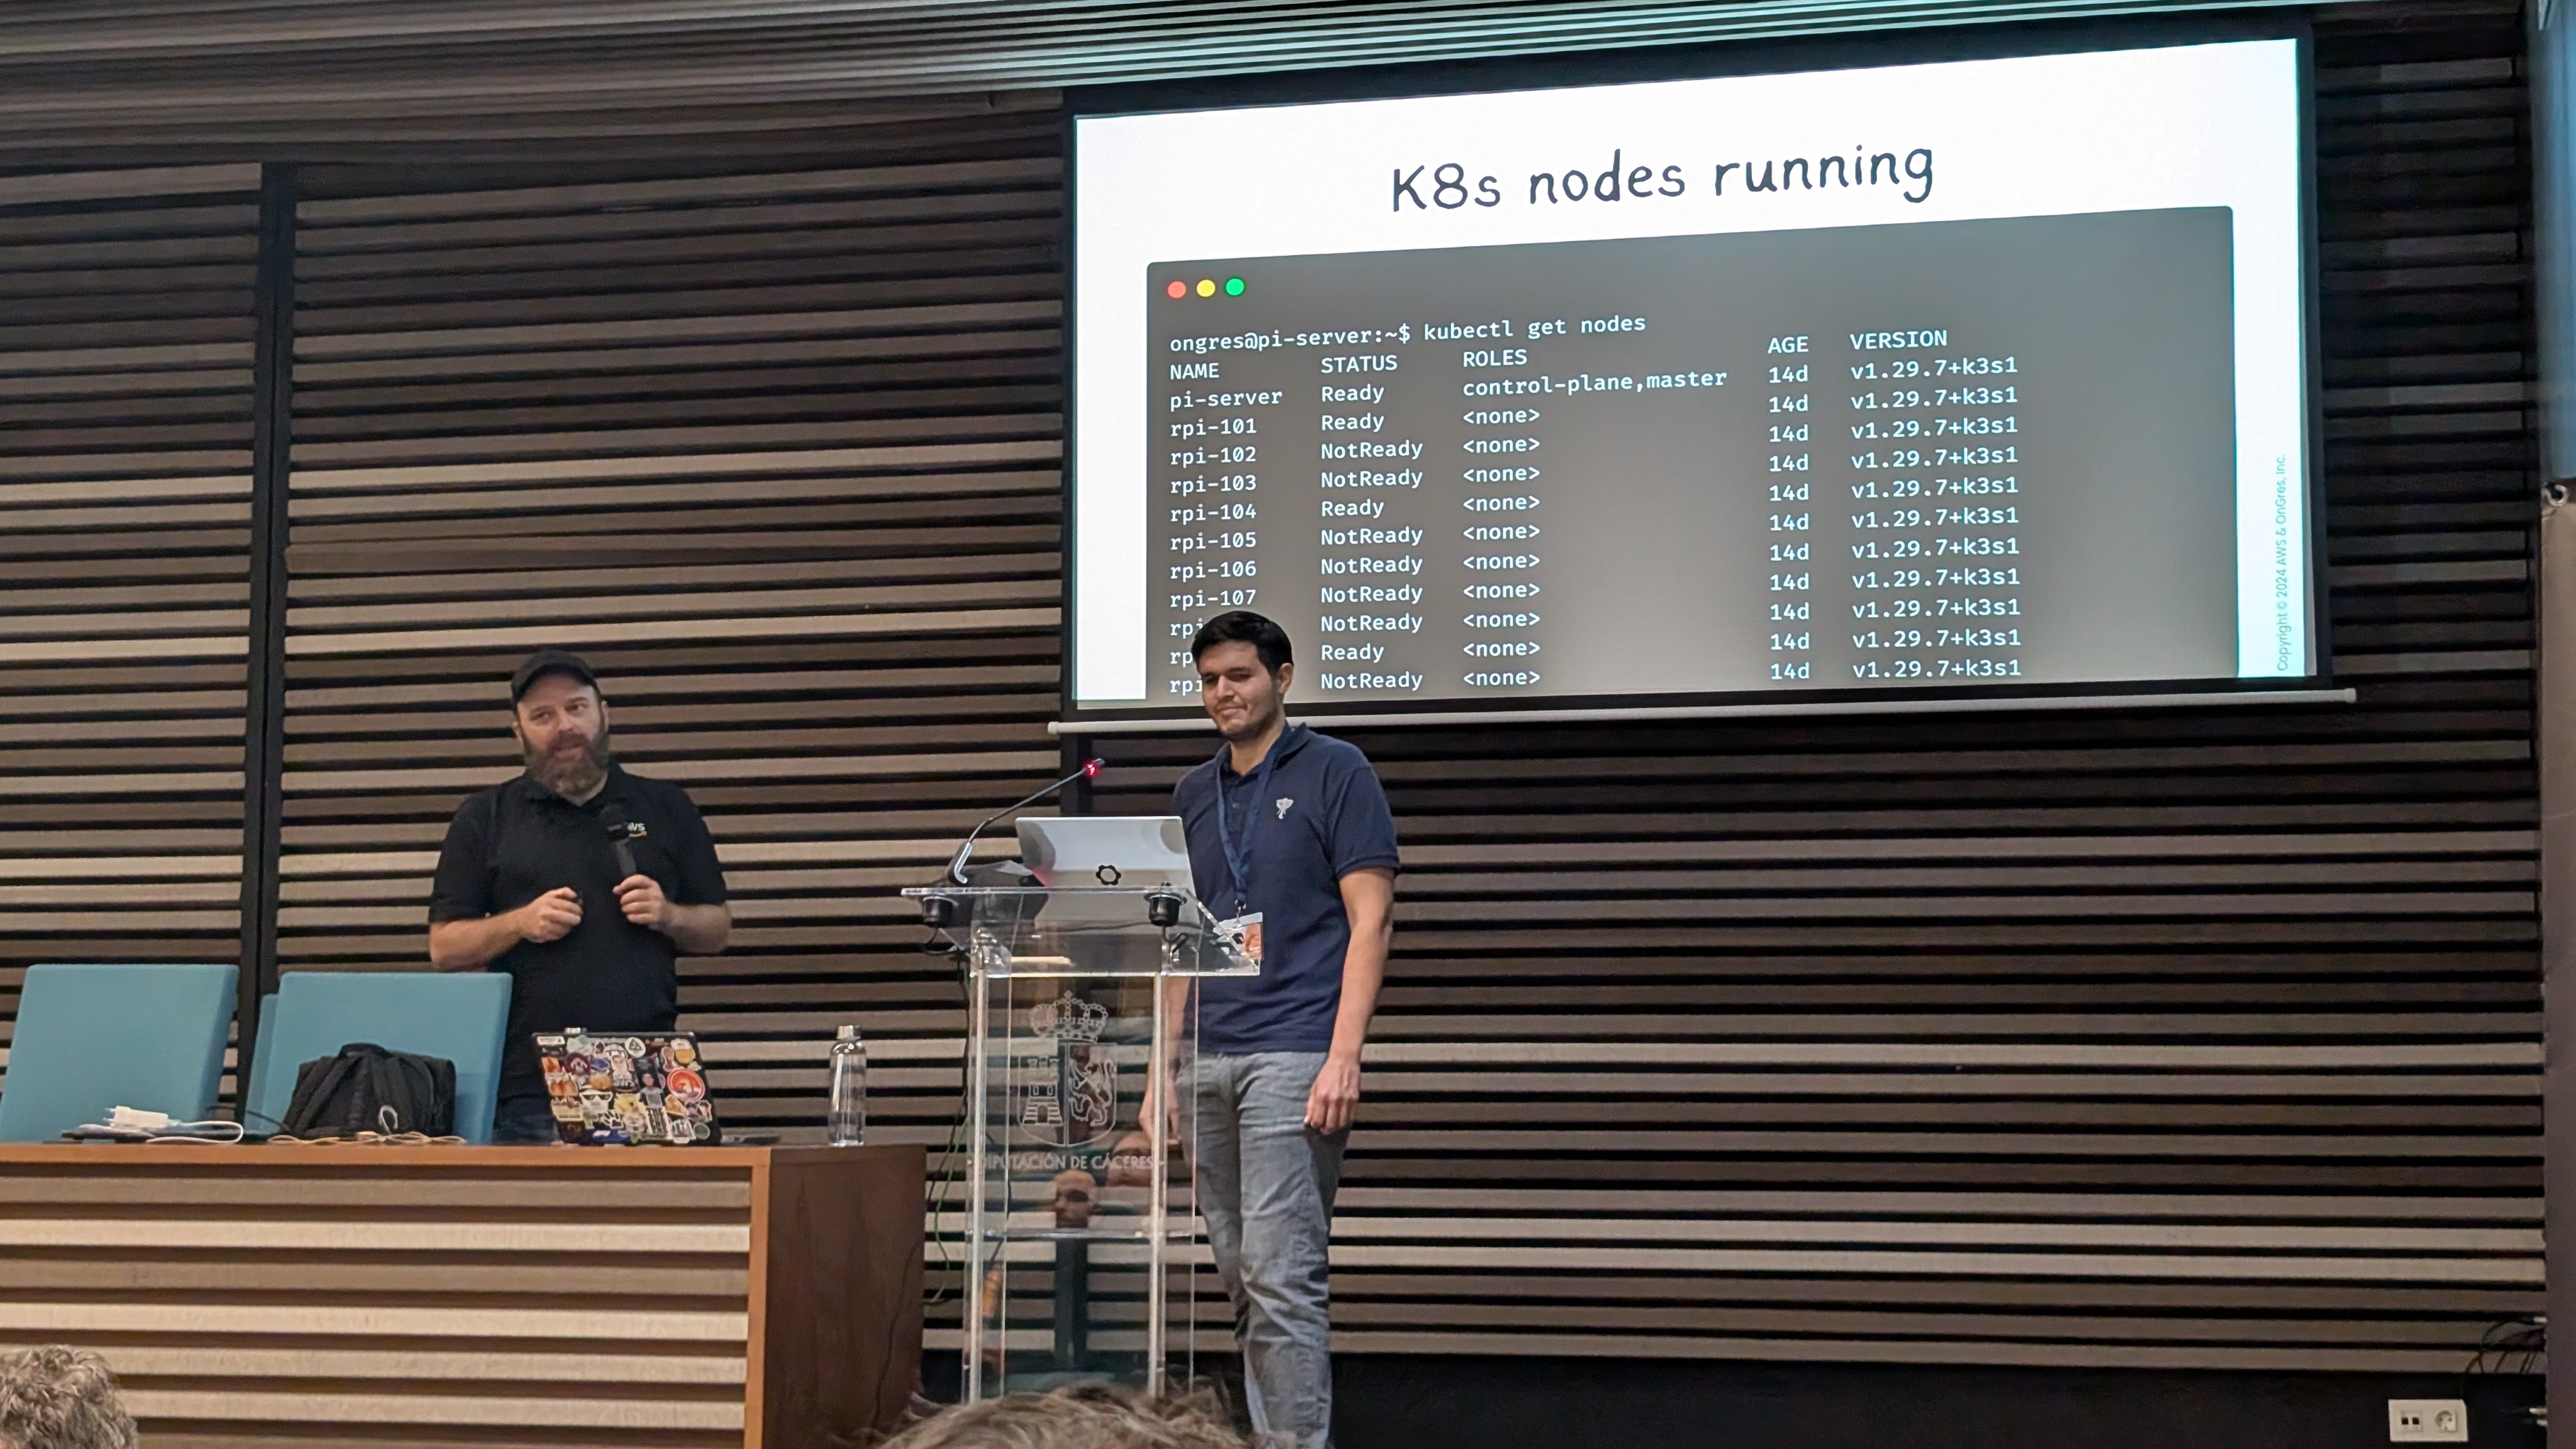 K8s nodes running
ongres@pi-server:~$ kubectl get nodes
NAME STATUS ROLES AGE VERSION
pi-server Ready control-plane,master 14d v1.29.7+k3s1
rpi-101 Ready <none> 14d v1.29.7+k3s1
rpi-102 NotReady <none> 14d v1.29.7+k3s1
rpi-103 NotReady <none> 14d v1.29.7+k3s1
rpi-104 Ready <none> 14d v1.29.7+k3s1
rpi-105 NotReady <none> 14d v1.29.7+k3s1
rpi-106 NotReady <none> 14d v1.29.7+k3s1
rpi-107 NotReady <none> 14d v1.29.7+k3s1
NotReady <none> 14d v1.29.7+k3s1
Ready <none> 14d v1.29.7+k3s1
NotReady <none> 14d v1.29.7+k3s1
Copyright © 2024 AWS & OnGres, Inc.
DIPUTACIÓN DE CÁCERES